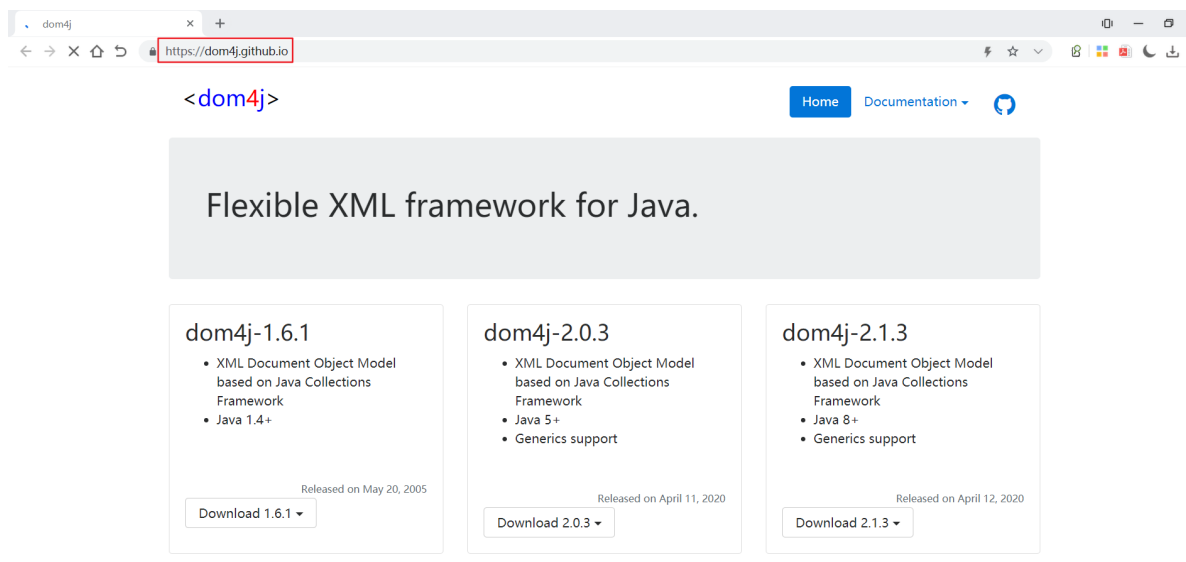 dom4j
https://dom4j.github.io
<dom4j>
Home
Documentation
Flexible XML framework for Java.
dom4j-1.6.1
XML Document Object Model
based on Java Collections
Framework
Java 1.4+
Released on May 20, 2005
Download 1.6.1
dom4j-2.0.3
XML Document Object Model
based on Java Collections
Framework
Java 5+
Generics support
Released on April 11, 2020
Download 2.0.3
dom4j-2.1.3
XML Document Object Model
based on Java Collections
Framework
Java 8+
Generics support
Released on April 12, 2020
Download 2.1.3